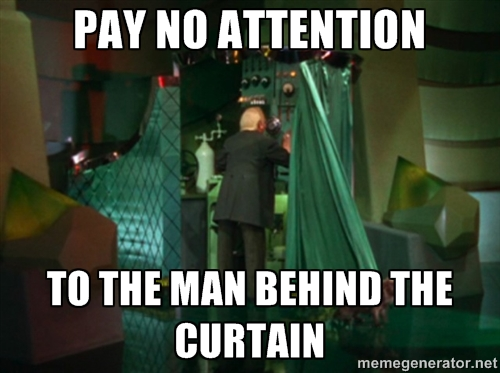 PAY NO ATTENTION
TO THE MAN BEHIND THE
CURTAIN
memegenerator.net